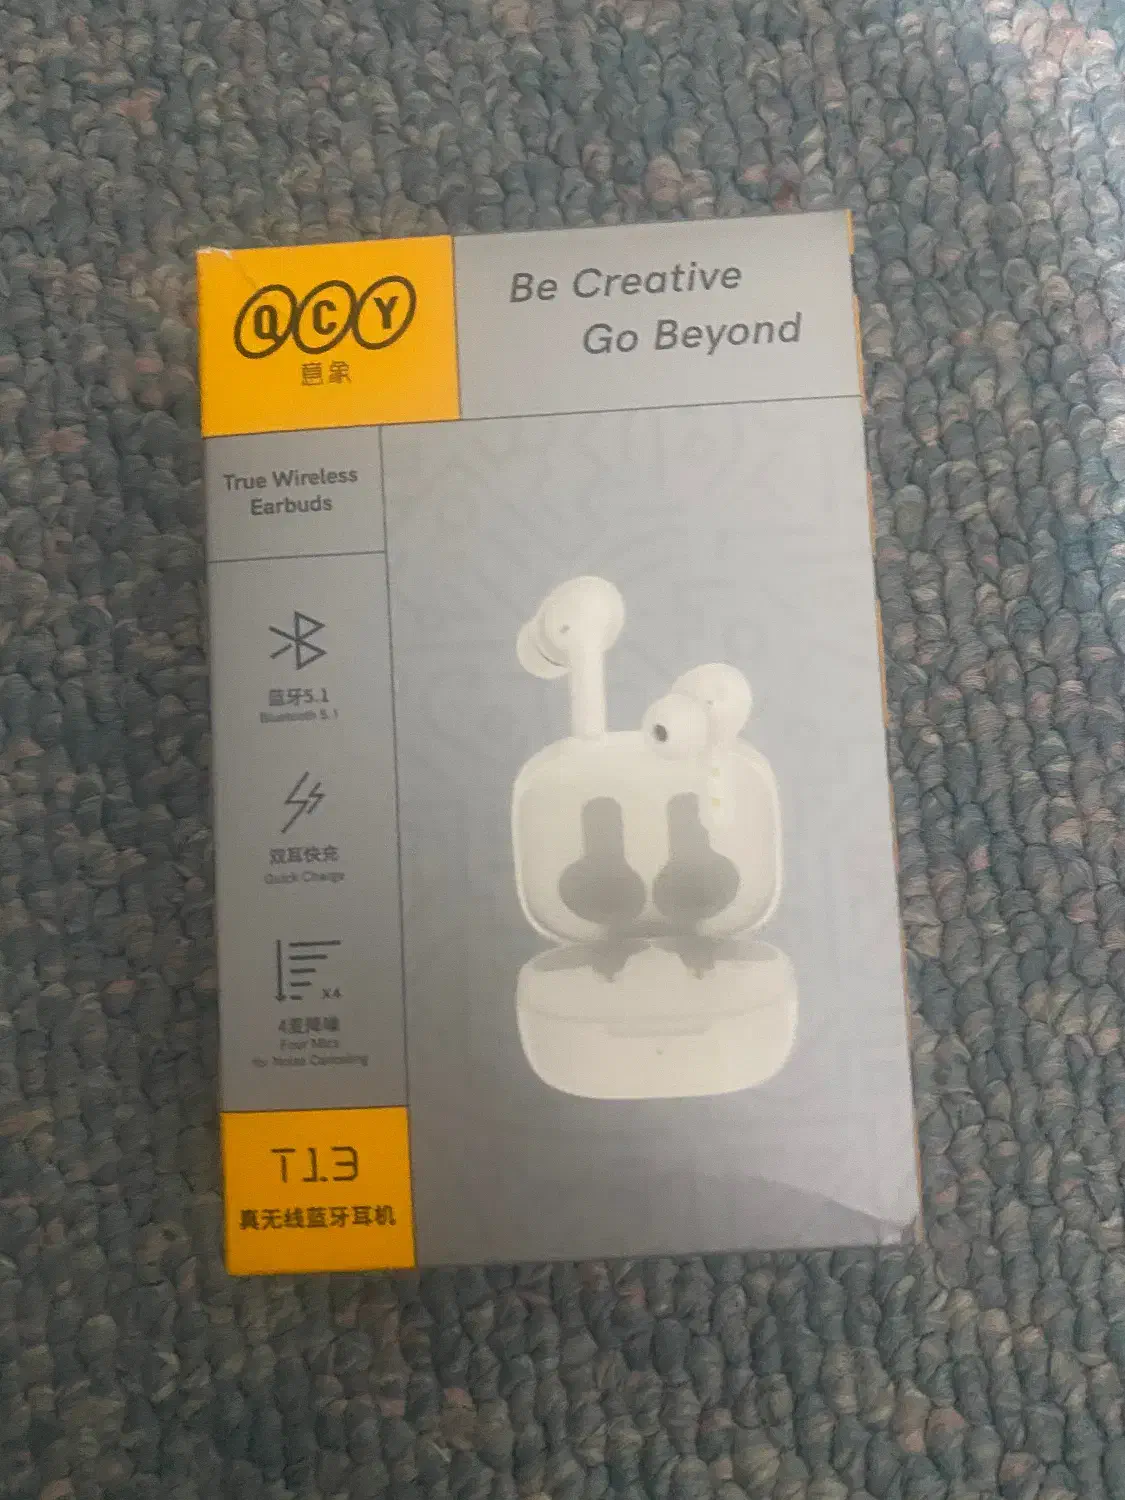 QCY
意象
Be Creative
Go Beyond
True Wireless
Earbuds
蓝牙5.1
Bluetooth 5.1
双耳快充
Quick Charge
X4
4麦降噪
Four Mics
for Noise Canceling
T13
真无线蓝牙耳机